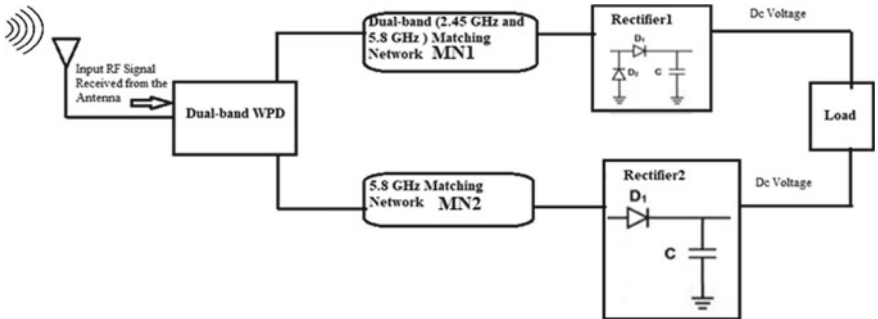 Dual-band (2.45 GHz and
5.8 GHz ) Matching
Network MN1
Rectifier1
D₁
D₂
C
Dc Voltage
Input RF Signal
Received from the
Antenna
Dual-band WPD
Load
5.8 GHz Matching
Network MN2
Rectifier2
D₁
C
Dc Voltage